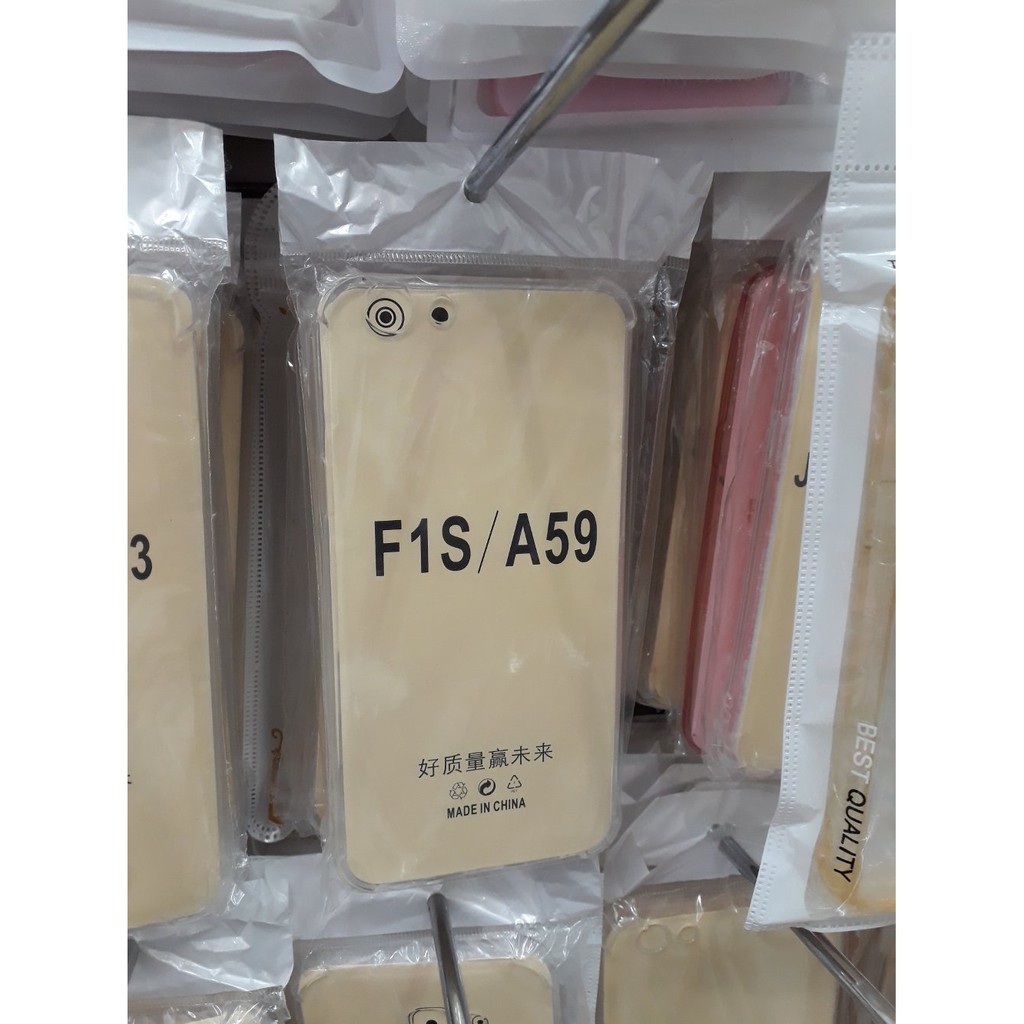 F1S/A59
好质量赢未来
MADE IN CHINA
3
J
BEST QUALITY